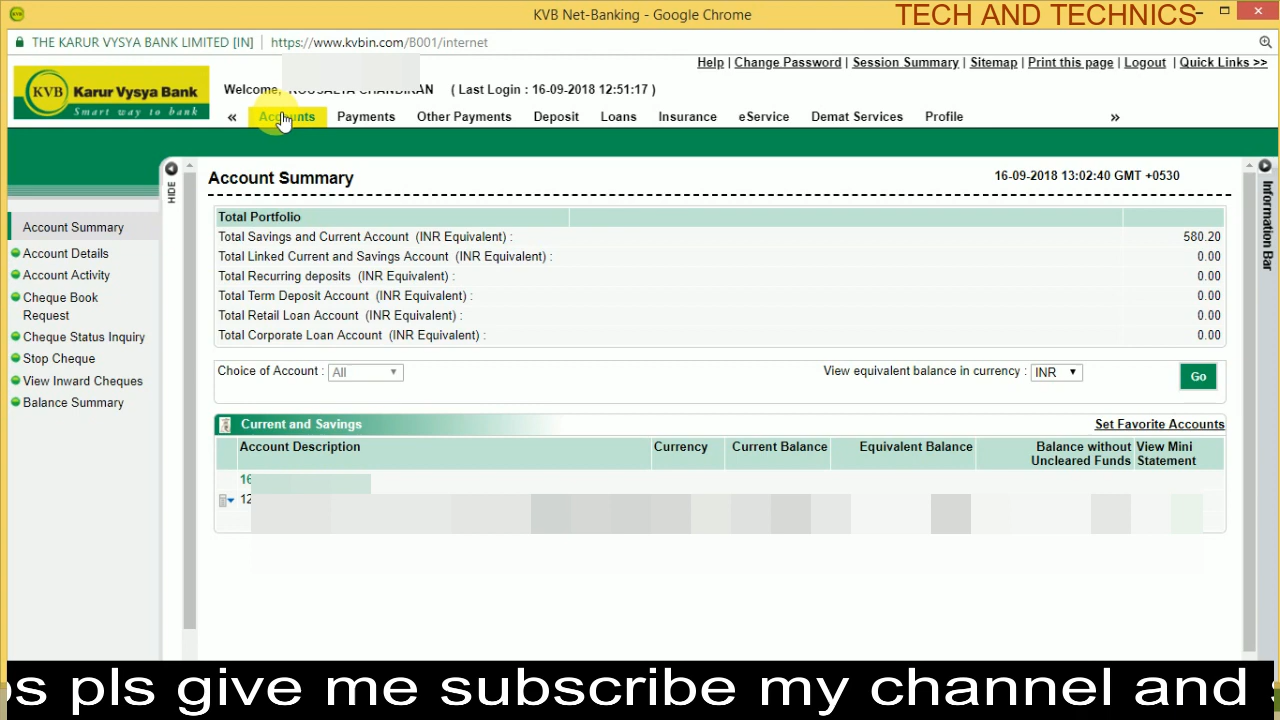 KVB Net-Banking - Google Chrome
TECH AND TECHNICS
THE KARUR VYSYA BANK LIMITED [IN]
https://www.kvbin.com/B001/internet
Help | Change Password | Session Summary | Sitemap | Print this page | Logout | Quick Links >>
KVB Karur Vysya Bank
Smart way to bank
Welcome, ( Last Login : 16-09-2018 12:51:17 )
« Accounts Payments Other Payments Deposit Loans Insurance eService Demat Services Profile »
HIDE
Account Summary
16-09-2018 13:02:40 GMT +0530
Information Bar
Account Summary
Account Details
Account Activity
Cheque Book
Request
Cheque Status Inquiry
Stop Cheque
View Inward Cheques
Balance Summary
Total Portfolio
Total Savings and Current Account (INR Equivalent) : 580.20
Total Linked Current and Savings Account (INR Equivalent) : 0.00
Total Recurring deposits (INR Equivalent) : 0.00
Total Term Deposit Account (INR Equivalent) : 0.00
Total Retail Loan Account (INR Equivalent) : 0.00
Total Corporate Loan Account (INR Equivalent) : 0.00
Choice of Account : All
View equivalent balance in currency : INR
Go
Current and Savings
Set Favorite Accounts
Account Description Currency Current Balance Equivalent Balance Balance without Uncleared Funds View Mini Statement
16
12
pls give me subscribe my channel and